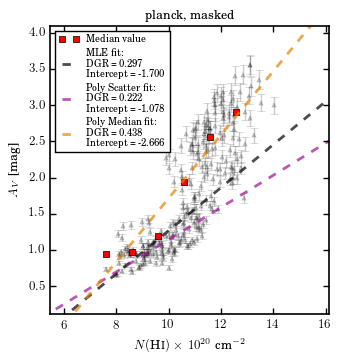 planck, masked
Median value
MLE fit:
DGR = 0.297
Intercept = -1.700
Poly Scatter fit:
DGR = 0.222
Intercept = -1.078
Poly Median fit:
DGR = 0.438
Intercept = -2.666
4.0
3.5
3.0
2.5
2.0
1.5
1.0
0.5
A_V [mag]
6 8 10 12 14 16
N(HI) × 10^20 cm^−2